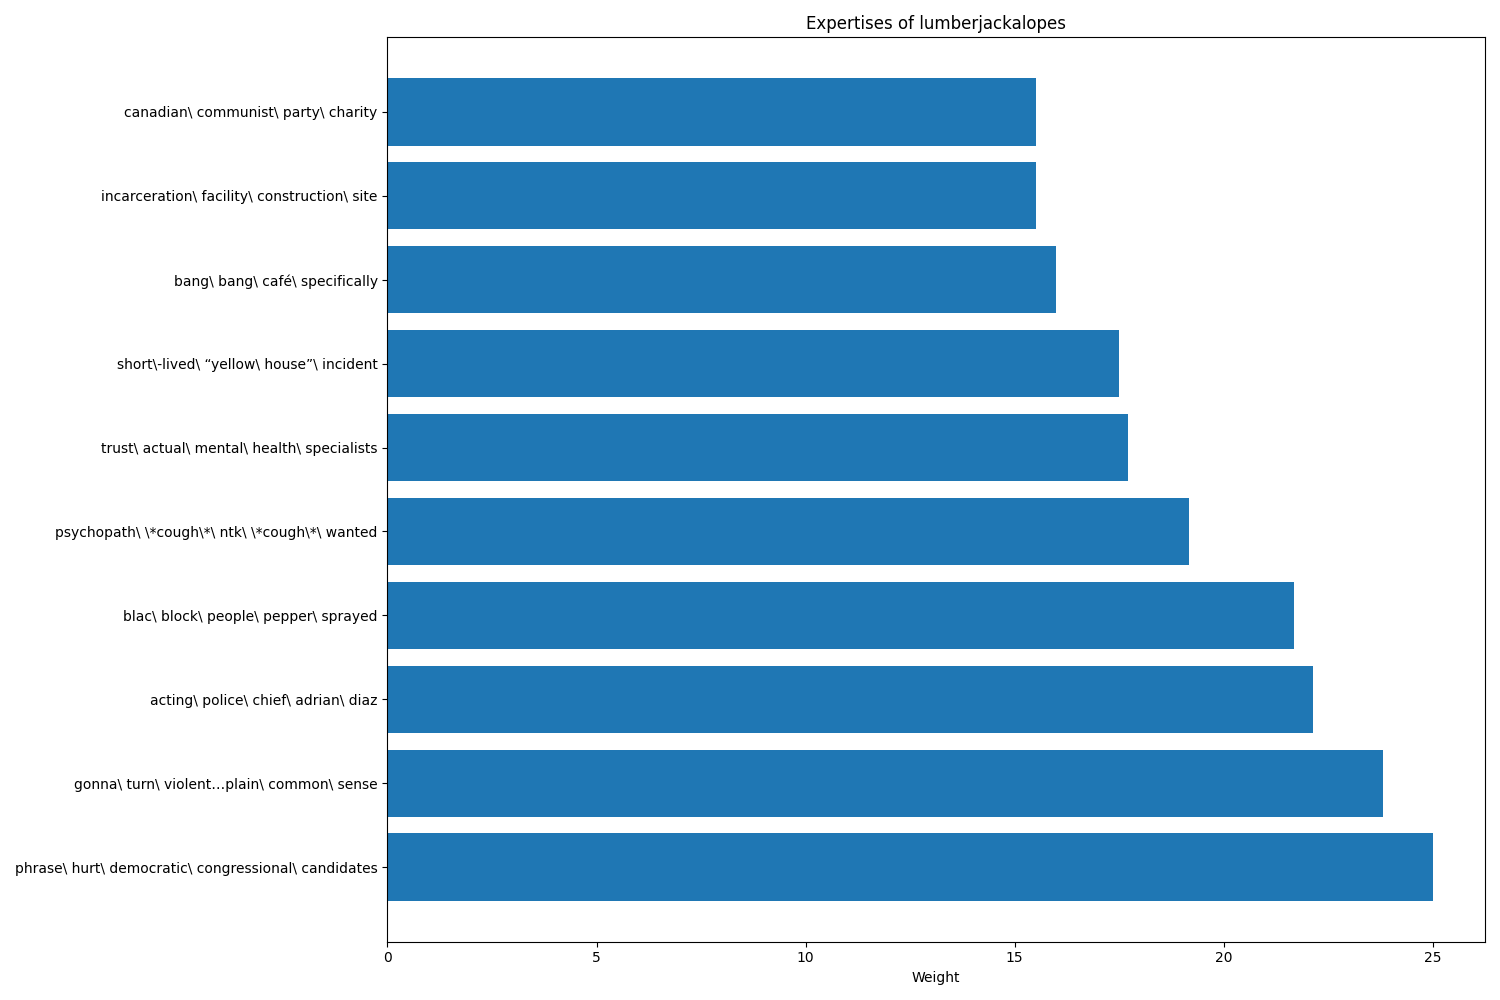 Expertises of lumberjackalopes
canadian\ communist\ party\ charity
incarceration\ facility\ construction\ site
bang\ bang\ café\ specifically
short\-lived\ “yellow\ house”\ incident
trust\ actual\ mental\ health\ specialists
psychopath\ \*cough\*\ ntk\ \*cough\*\ wanted
blac\ block\ people\ pepper\ sprayed
acting\ police\ chief\ adrian\ diaz
gonna\ turn\ violent…plain\ common\ sense
phrase\ hurt\ democratic\ congressional\ candidates
0 5 10 15 20 25
Weight